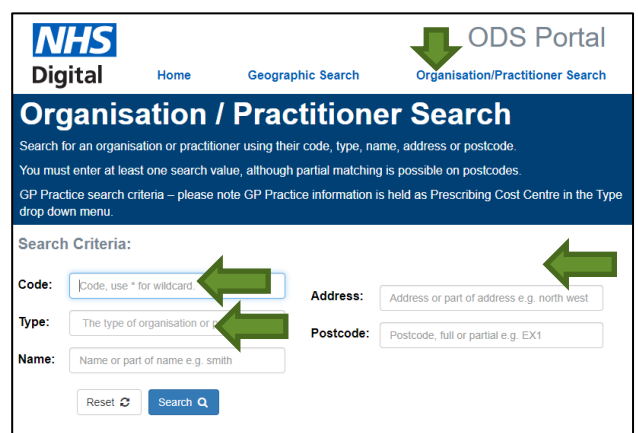 NHS
Digital
ODS Portal
Home Geographic Search Organisation/Practitioner Search
Organisation / Practitioner Search
Search for an organisation or practitioner using their code, type, name, address or postcode.
You must enter at least one search value, although partial matching is possible on postcodes.
GP Practice search criteria – please note GP Practice information is held as Prescribing Cost Centre in the Type
drop down menu.
Search Criteria:
Code: Code, use * for wildcard.
Type: The type of organisation or
Name: Name or part of name e.g. smith
Address: Address or part of address e.g. north west
Postcode: Postcode, full or partial e.g. EX1
Reset Search